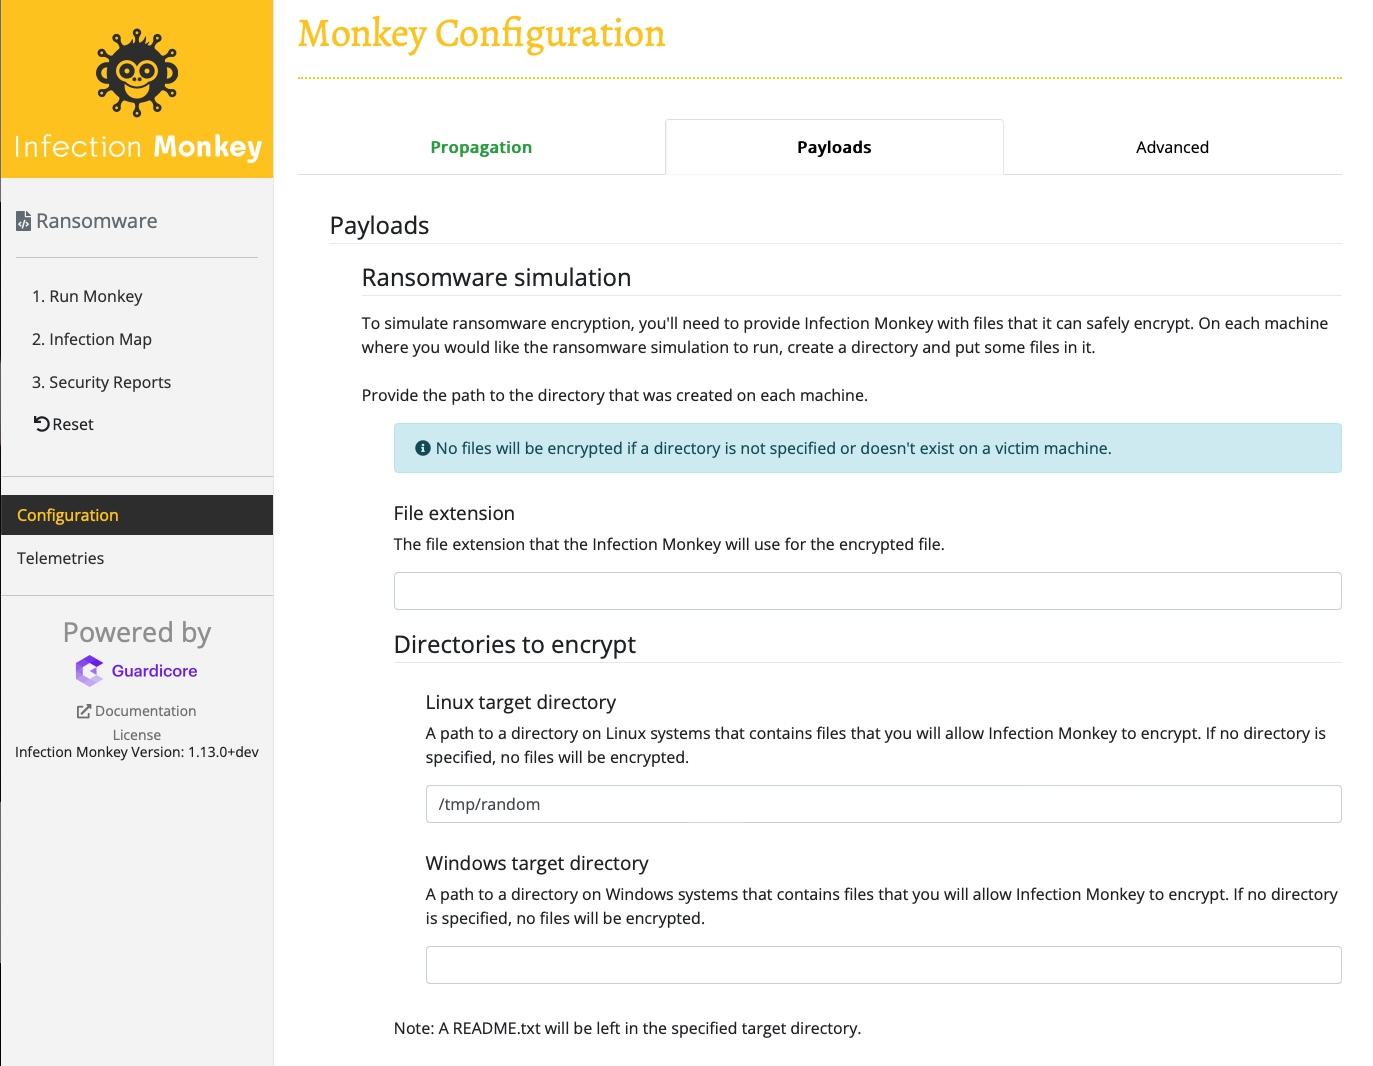 Infection Monkey
Ransomware
1. Run Monkey
2. Infection Map
3. Security Reports
Reset
Configuration
Telemetries
Powered by
Guardicore
Documentation
License
Infection Monkey Version: 1.13.0+dev
Monkey Configuration
Propagation
Payloads
Advanced
Payloads
Ransomware simulation
To simulate ransomware encryption, you'll need to provide Infection Monkey with files that it can safely encrypt. On each machine
where you would like the ransomware simulation to run, create a directory and put some files in it.
Provide the path to the directory that was created on each machine.
No files will be encrypted if a directory is not specified or doesn't exist on a victim machine.
File extension
The file extension that the Infection Monkey will use for the encrypted file.
Directories to encrypt
Linux target directory
A path to a directory on Linux systems that contains files that you will allow Infection Monkey to encrypt. If no directory is
specified, no files will be encrypted.
/tmp/random
Windows target directory
A path to a directory on Windows systems that contains files that you will allow Infection Monkey to encrypt. If no directory
is specified, no files will be encrypted.
Note: A README.txt will be left in the specified target directory.